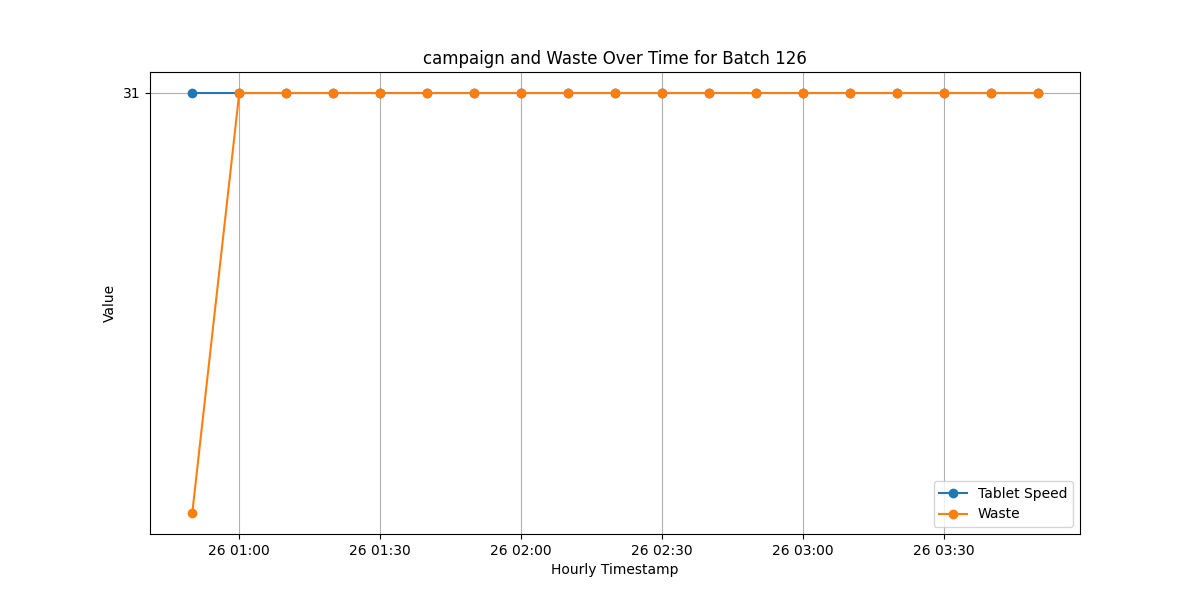 campaign and Waste Over Time for Batch 126
31
Value
26 01:00
26 01:30
26 02:00
26 02:30
26 03:00
26 03:30
Hourly Timestamp
Tablet Speed
Waste